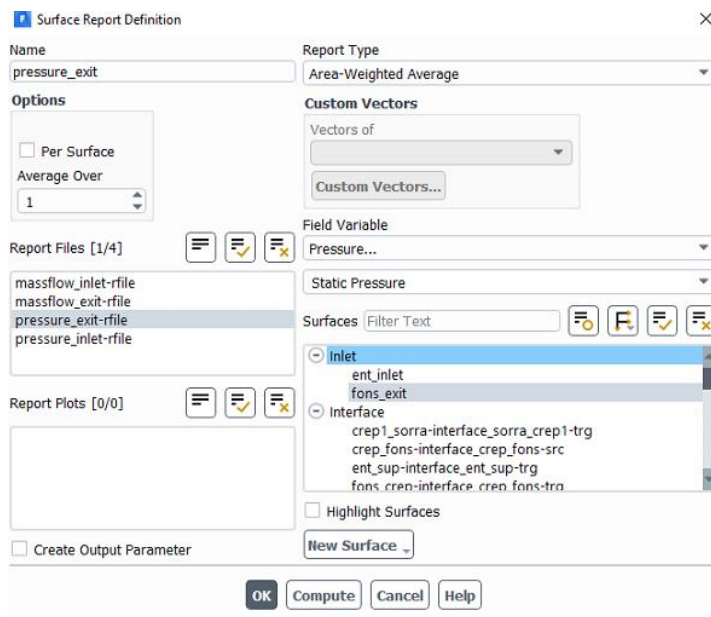 Surface Report Definition
Name
pressure_exit
Options
Per Surface
Average Over
1
Report Files [1/4]
massflow_inlet-rfile
massflow_exit-rfile
pressure_exit-rfile
pressure_inlet-rfile
Report Plots [0/0]
Create Output Parameter
Report Type
Area-Weighted Average
Custom Vectors
Vectors of
Custom Vectors...
Field Variable
Pressure...
Static Pressure
Surfaces Filter Text
Inlet
ent_inlet
fons_exit
Interface
crep1_sorra-interface_sorra_crep1-trg
crep_fons-interface_crep_fons-src
ent_sup-interface_ent_sup-trg
fons_crep-interface_crep_fons-trg
Highlight Surfaces
New Surface
OK Compute Cancel Help